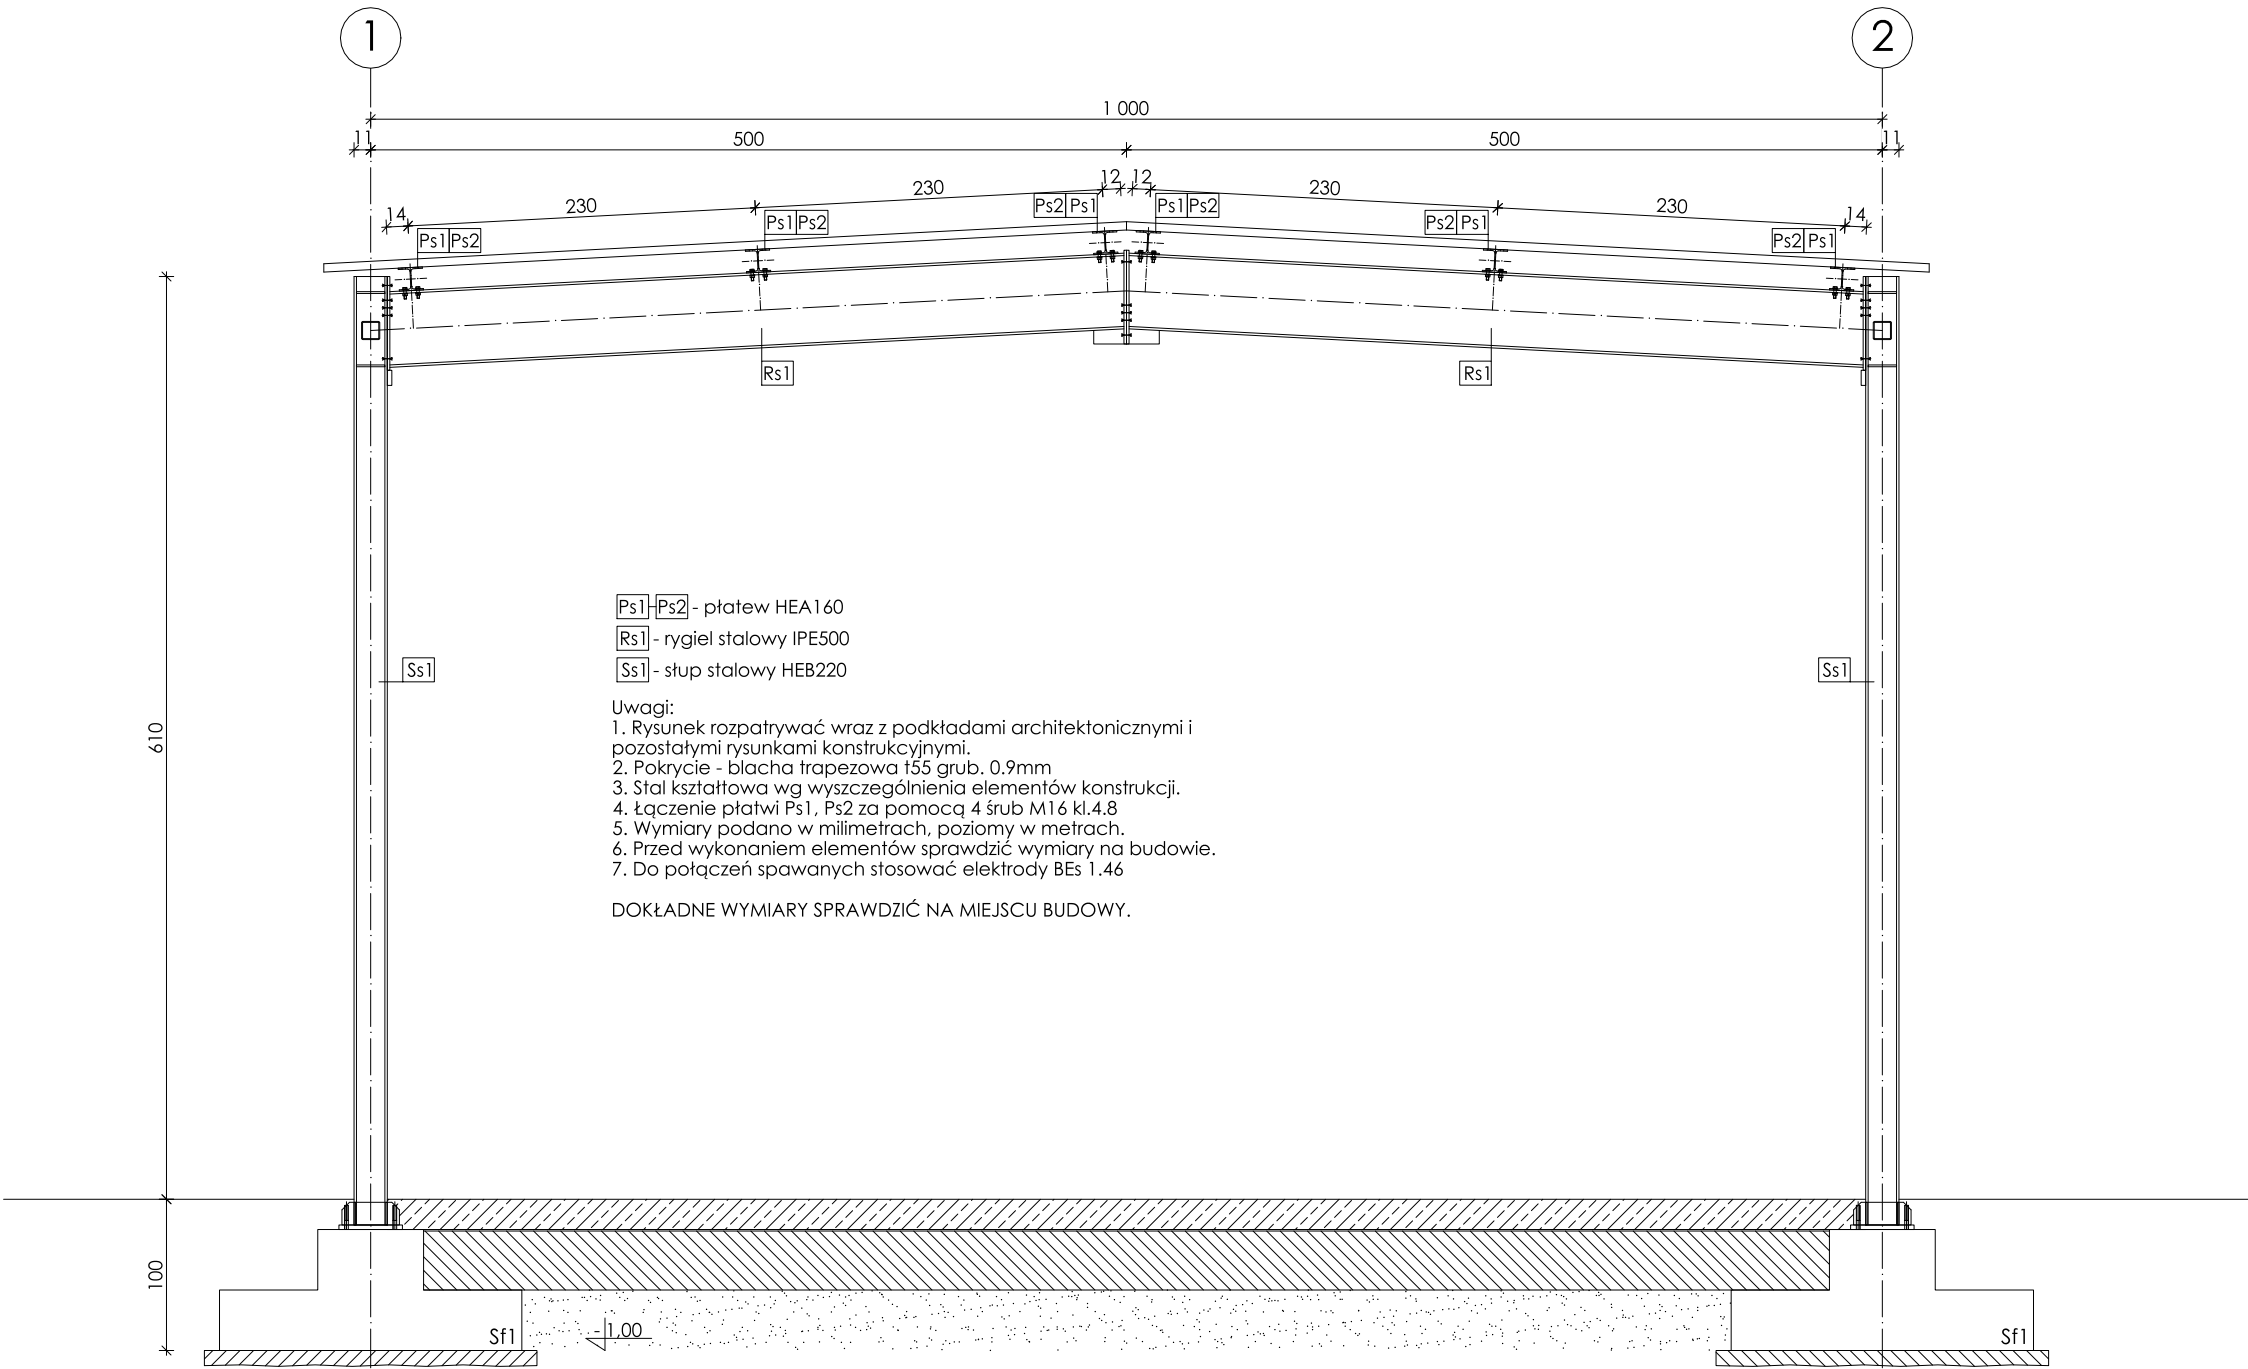 1
2
1 000
11
500
500
11
14
230
230
12
12
230
230
14
Ps1 Ps2
Ps1 Ps2
Ps2 Ps1
Ps1 Ps2
Ps2 Ps1
Ps2 Ps1
Rs1
Rs1
Ps1 - Ps2 - płatew HEA160
Rs1 - rygiel stalowy IPE500
Ss1 - słup stalowy HEB220
Ss1
Ss1
Uwagi:
1. Rysunek rozpatrywać wraz z podkładami architektonicznymi i
pozostałymi rysunkami konstrukcyjnymi.
2. Pokrycie - blacha trapezowa t55 grub. 0.9mm
3. Stal kształtowa wg wyszczególnienia elementów konstrukcji.
4. Łączenie płatwi Ps1, Ps2 za pomocą 4 śrub M16 kl.4.8
5. Wymiary podano w milimetrach, poziomy w metrach.
6. Przed wykonaniem elementów sprawdzić wymiary na budowie.
7. Do połączeń spawanych stosować elektrody BEs 1.46
DOKŁADNE WYMIARY SPRAWDZIĆ NA MIEJSCU BUDOWY.
610
100
Sf1
- 1,00
Sf1